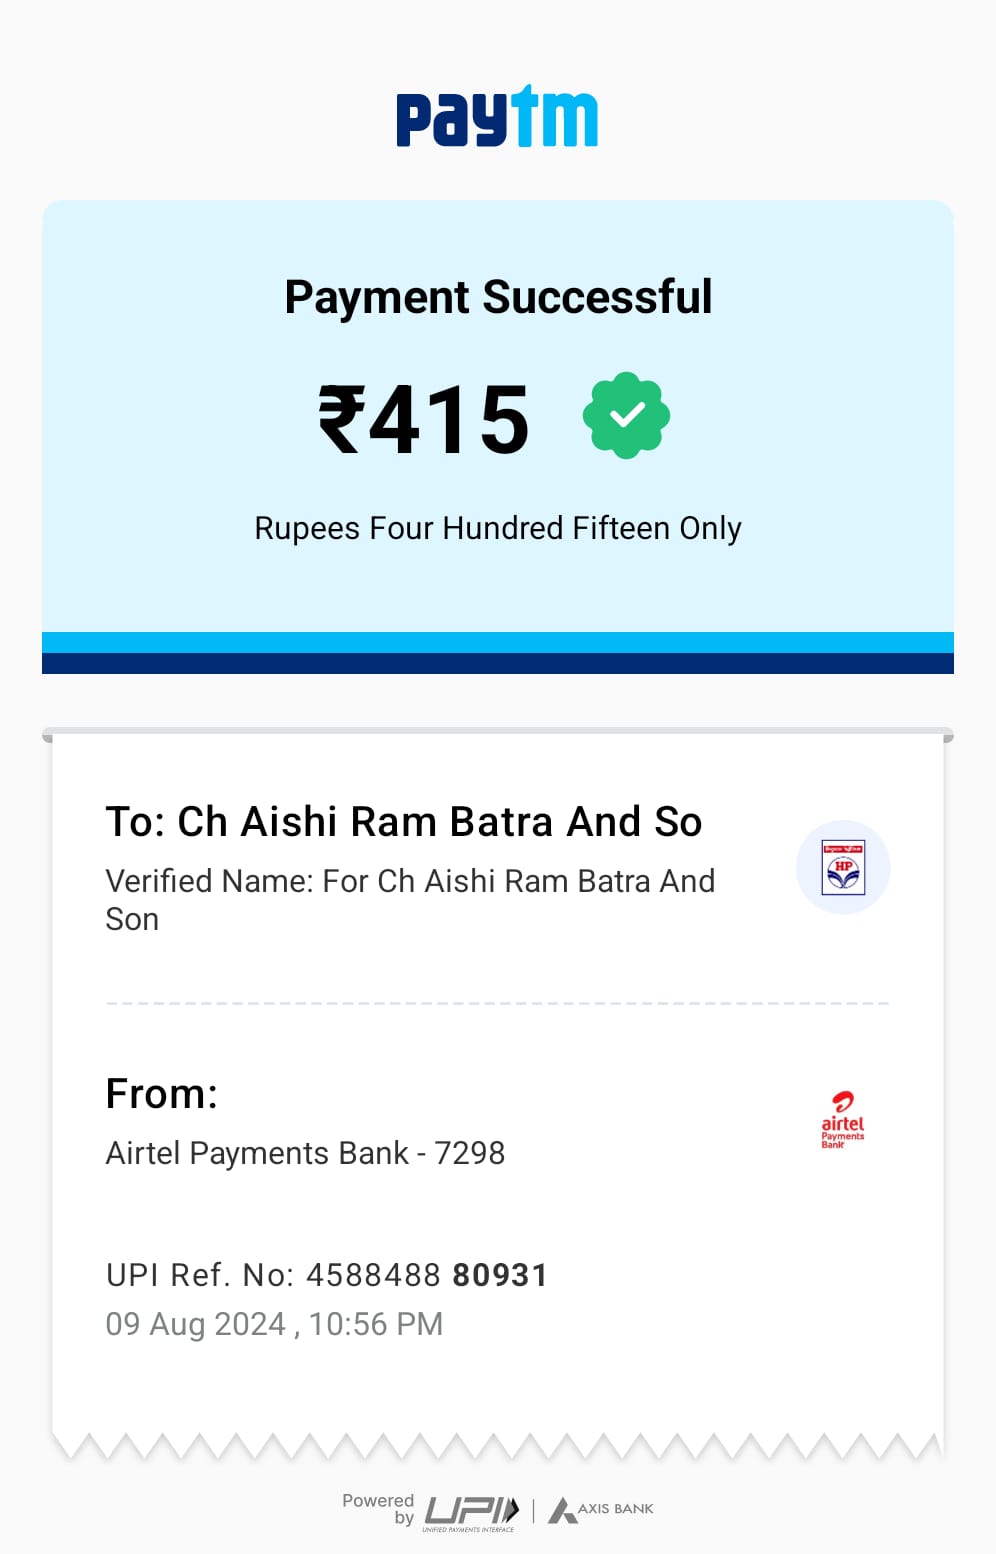 paytm
Payment Successful
₹415
Rupees Four Hundred Fifteen Only
To: Ch Aishi Ram Batra And So
Verified Name: For Ch Aishi Ram Batra And
Son
HP
From:
Airtel Payments Bank - 7298
airtel
Payments
Bank
UPI Ref. No: 4588488 80931
09 Aug 2024 , 10:56 PM
Powered
by
UPI
UNIFIED PAYMENTS INTERFACE
AXIS BANK